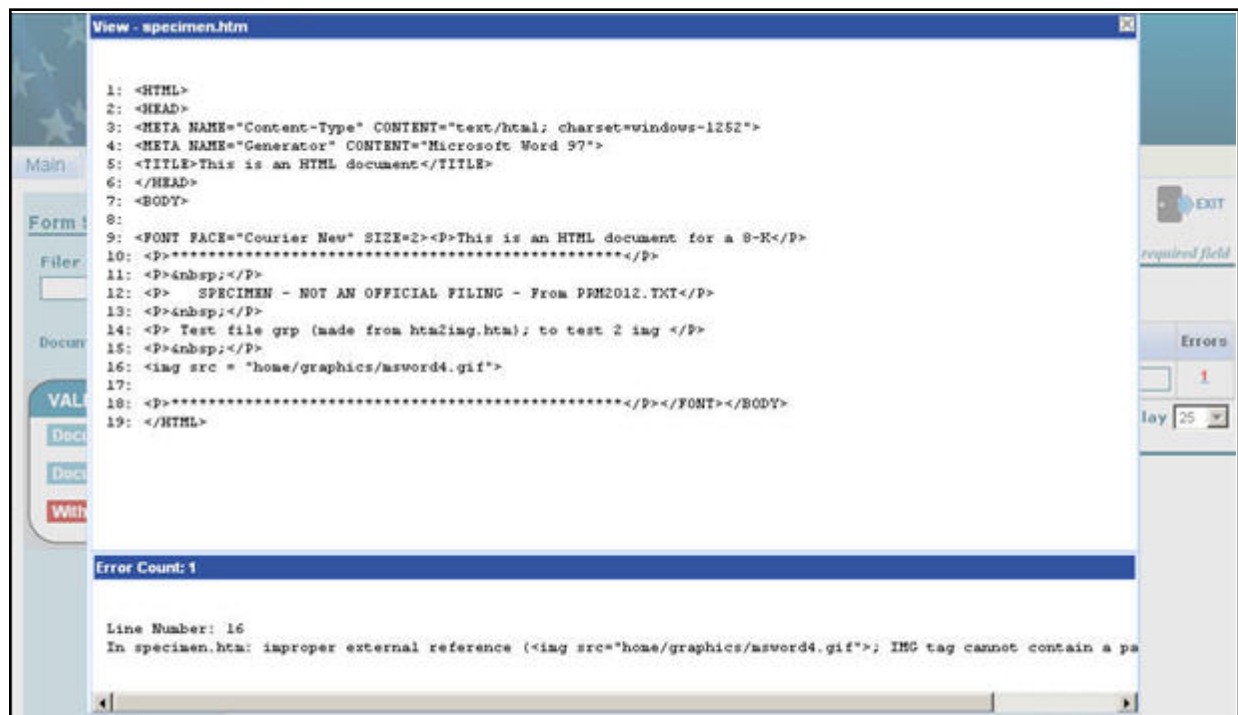 View - specimen.htm
1: <HTML>
2: <HEAD>
3: <META NAME="Content-Type" CONTENT="text/html; charset=windows-1252">
4: <META NAME="Generator" CONTENT="Microsoft Word 97">
5: <TITLE>This is an HTML document</TITLE>
6: </HEAD>
7: <BODY>
8:
9: <FONT FACE="Courier New" SIZE=2><P>This is an HTML document for a 8-K</P>
10: <P>****************************************************</P>
11: <P>&nbsp;</P>
12: <P>   SPECIMEN - NOT AN OFFICIAL FILING - From PRM2012.TXT</P>
13: <P>&nbsp;</P>
14: <P> Test file grp (made from htm2img.htm); to test 2 img </P>
15: <P>&nbsp;</P>
16: <img src = "home/graphics/msword4.gif">
17:
18: <P>****************************************************</P></FONT></BODY>
19: </HTML>
Error Count: 1
Line Number: 16
In specimen.htm: improper external reference (<img src="home/graphics/msword4.gif">; IMG tag cannot contain a pa
Main
Form S
Filer
Docum
VALI
Docu
Docu
With
EXIT
required field
Errors
1
lay 25